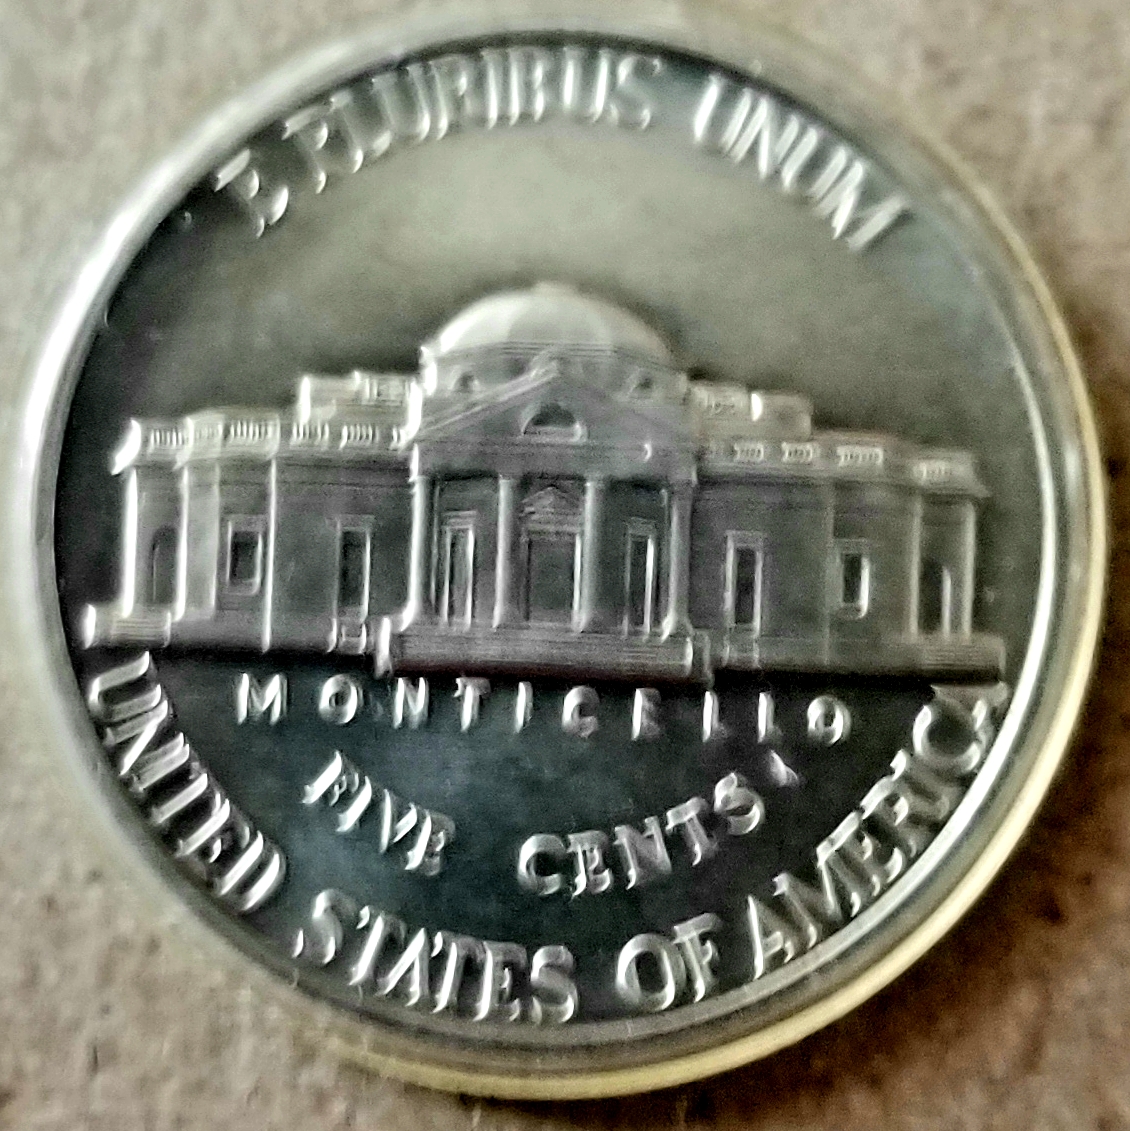 E PLURIBUS UNUM
MONTICELLO
FIVE CENTS
UNITED STATES OF AMERICA